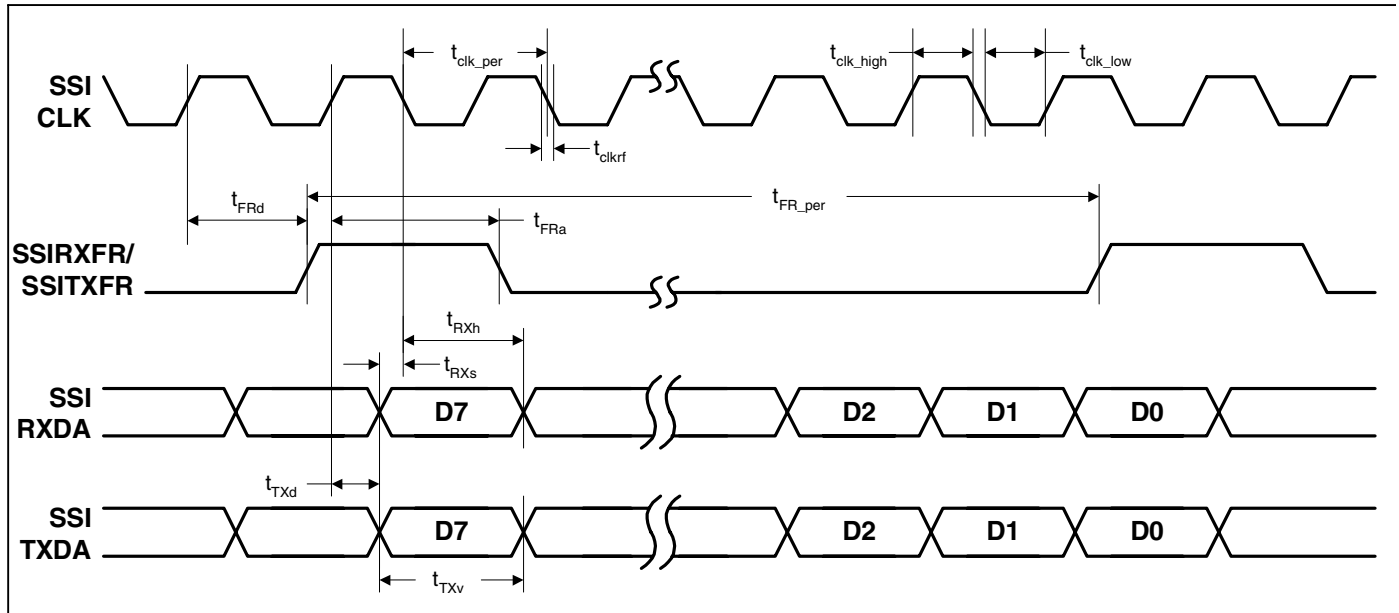 SSI
CLK
t_clk_per
t_clk_high
t_clk_low
t_clkrf
t_FRd
t_FR_per
t_FRa
SSIRXFR/
SSITXFR
t_RXh
t_RXs
SSI
RXDA
D7 D2 D1 D0
t_TXd
SSI
TXDA
D7 D2 D1 D0
t_TXv